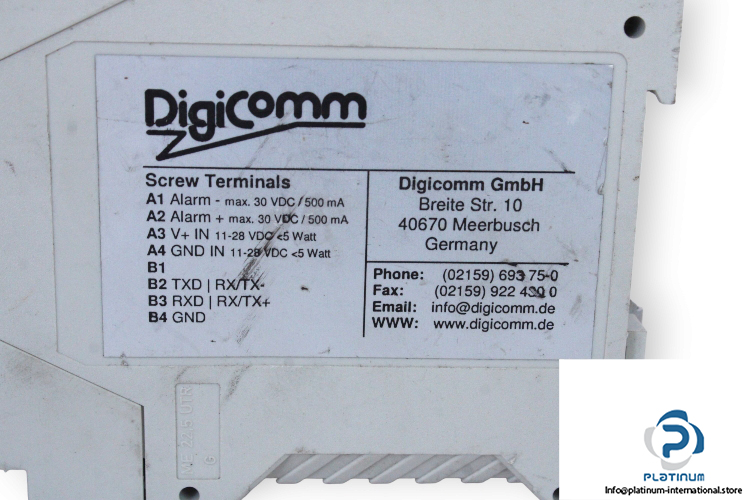 DigiComm
Screw Terminals
A1 Alarm - max. 30 VDC / 500 mA
A2 Alarm + max. 30 VDC / 500 mA
A3 V+ IN 11-28 VDC <5 Watt
A4 GND IN 11-28 VDC <5 Watt
B1
B2 TXD | RX/TX-
B3 RXD | RX/TX+
B4 GND
Digicomm GmbH
Breite Str. 10
40670 Meerbusch
Germany
Phone: (02159) 693 75-0
Fax: (02159) 922 430 0
Email: info@digicomm.de
WWW: www.digicomm.de
PLATINUM
Info@platinum-international.store